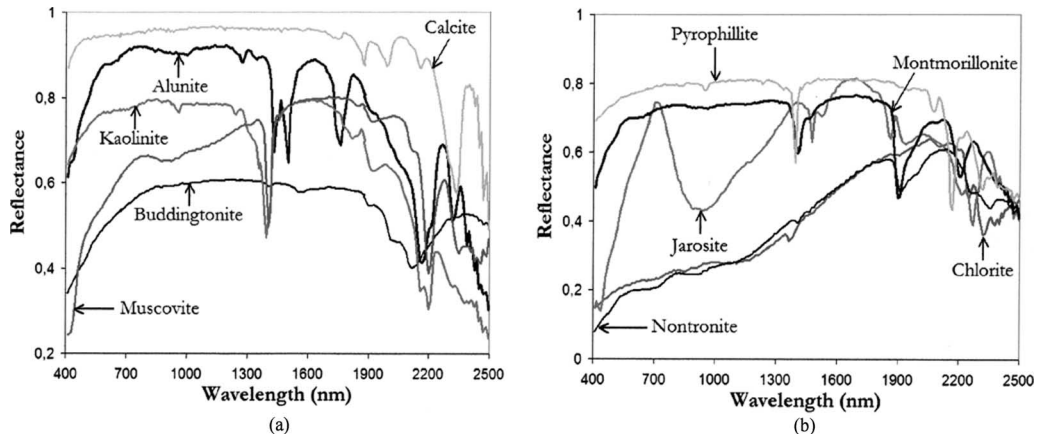 1
0,8
0,6
0,4
0,2
Reflectance
400 700 1000 1300 1600 1900 2200 2500
Wavelength (nm)
Calcite
Alunite
Kaolinite
Buddingtonite
Muscovite
(a)
1
0,8
0,6
0,4
0,2
0
Reflectance
400 700 1000 1300 1600 1900 2200 2500
Wavelength (nm)
Pyrophillite
Montmorillonite
Jarosite
Chlorite
Nontronite
(b)